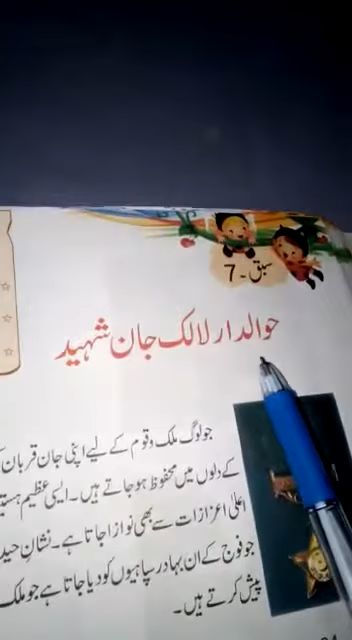 سبق - 7
حوالدار لالک جان شہید
جو لوگ ملک و قوم کے لیے اپنی جان قربان
کے دلوں میں محفوظ ہو جاتے ہیں۔ ایسی عظیم
اعلیٰ اعزازات سے بھی نوازا جاتا ہے۔ نشانِ
جو فوج کے ان بہادر سپاہیوں کو دیا جاتا ہے جو ملک
پیش کرتے ہیں۔